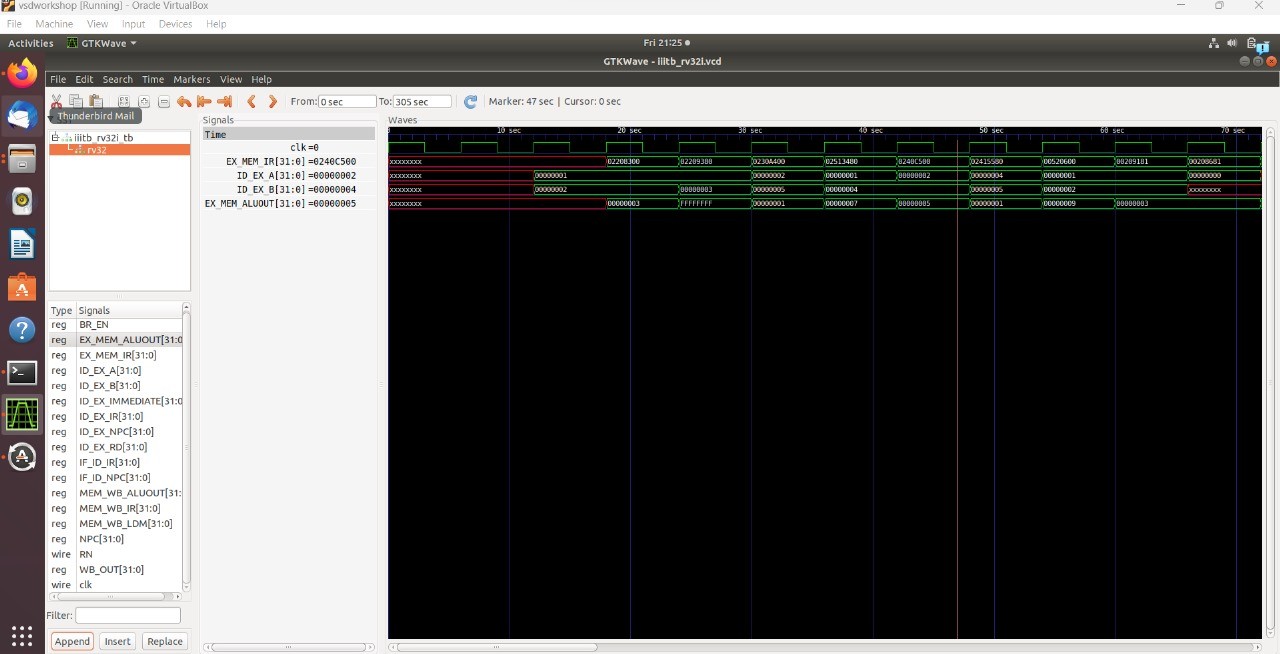 vsdworkshop [Running] - Oracle VirtualBox
File Machine View Input Devices Help
Activities GTKWave Fri 21:25
GTKWave - iiitb_rv32i.vcd
File Edit Search Time Markers View Help
From: 0 sec To: 305 sec Marker: 47 sec | Cursor: 0 sec
Thunderbird Mail
iiitb_rv32i_tb
rv32
Type Signals
reg BR_EN
reg EX_MEM_ALUOUT[31:0
reg EX_MEM_IR[31:0]
reg ID_EX_A[31:0]
reg ID_EX_B[31:0]
reg ID_EX_IMMEDIATE[31:0
reg ID_EX_IR[31:0]
reg ID_EX_NPC[31:0]
reg ID_EX_RD[31:0]
reg IF_ID_IR[31:0]
reg IF_ID_NPC[31:0]
reg MEM_WB_ALUOUT[31:
reg MEM_WB_IR[31:0]
reg MEM_WB_LDM[31:0]
reg NPC[31:0]
wire RN
reg WB_OUT[31:0]
wire clk
Filter:
Append Insert Replace
Signals
Time
clk =0
EX_MEM_IR[31:0] =0240C500
ID_EX_A[31:0] =00000002
ID_EX_B[31:0] =00000004
EX_MEM_ALUOUT[31:0] =00000005
Waves
0 10 sec 20 sec 30 sec 40 sec 50 sec 60 sec 70 sec
xxxxxxxx 02208300 02209380 0230A400 02513480 0240C500 02415580 00520600 00209181 00208681
xxxxxxxx 00000001 00000002 00000001 00000002 00000004 00000001 00000000
xxxxxxxx 00000002 00000003 00000005 00000004 00000005 00000002 xxxxxxxx
xxxxxxxx 00000003 FFFFFFFF 00000001 00000007 00000005 00000001 00000009 00000003